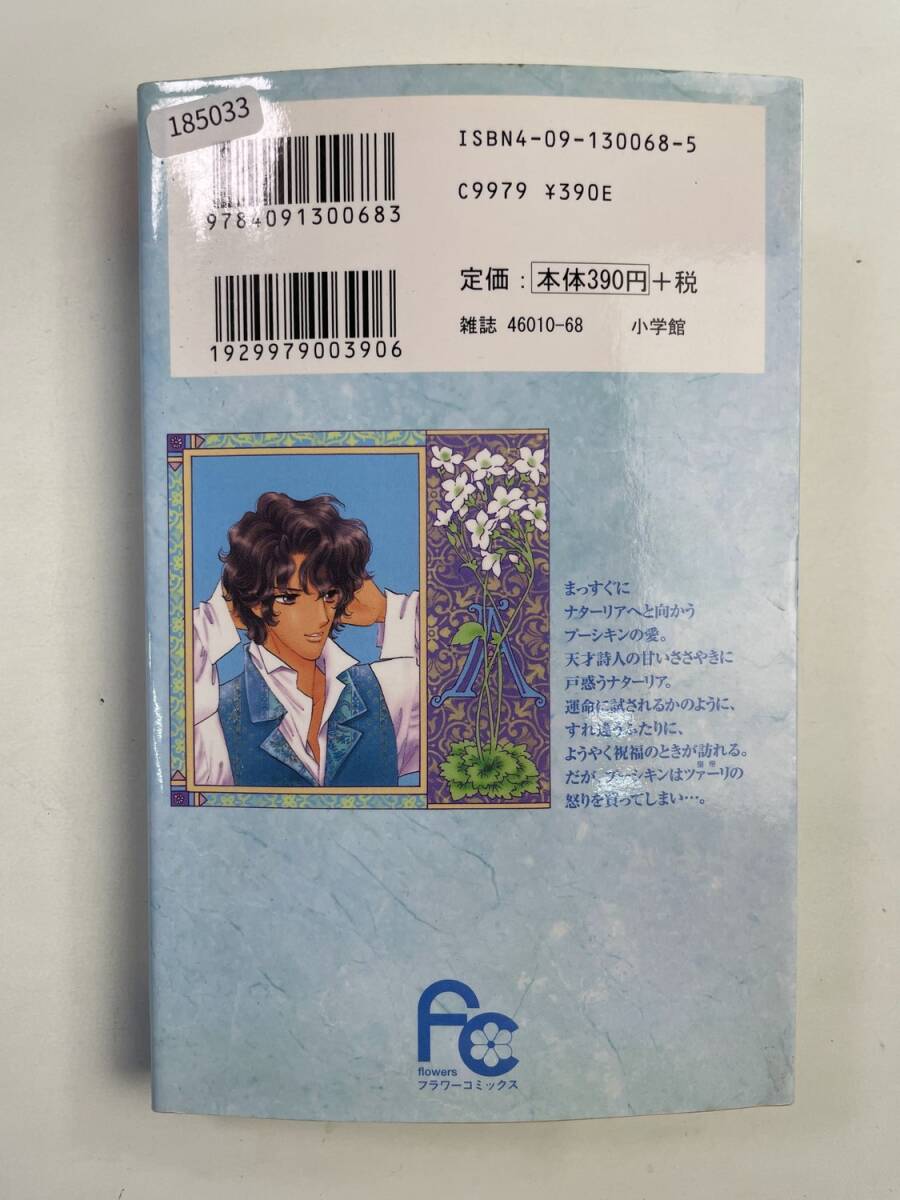 185033
ISBN4-09-130068-5
9784091300683
C9979 ¥390E
定価：本体390円+税
1929979003906
雑誌 46010-68 小学館
まっすぐに
ナターリアへと向かう
プーシキンの愛。
天才詩人の甘いささやきに
戸惑うナターリア。
運命に試されるかのように、
すれ違うふたりに、
ようやく祝福のときが訪れる。
だが、プーシキンはツァーリの
皇帝
怒りを買ってしまい…。
FC
flowers
フラワーコミックス